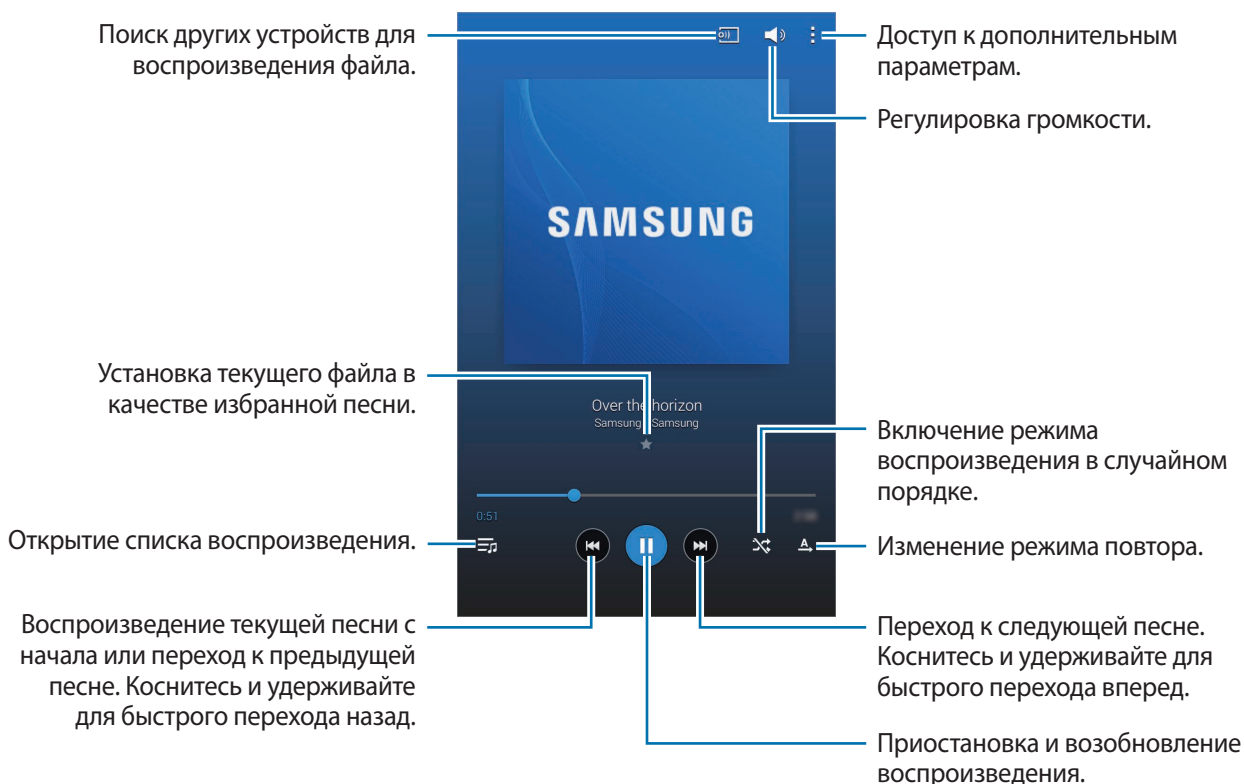 Поиск других устройств для
воспроизведения файла.
Доступ к дополнительным
параметрам.
Регулировка громкости.
SAMSUNG
Установка текущего файла в
качестве избранной песни.
Over the horizon
Samsung Samsung
Включение режима
воспроизведения в случайном
порядке.
0:51
Открытие списка воспроизведения.
A
Изменение режима повтора.
Воспроизведение текущей песни с
начала или переход к предыдущей
песне. Коснитесь и удерживайте
для быстрого перехода назад.
Переход к следующей песне.
Коснитесь и удерживайте для
быстрого перехода вперед.
Приостановка и возобновление
воспроизведения.